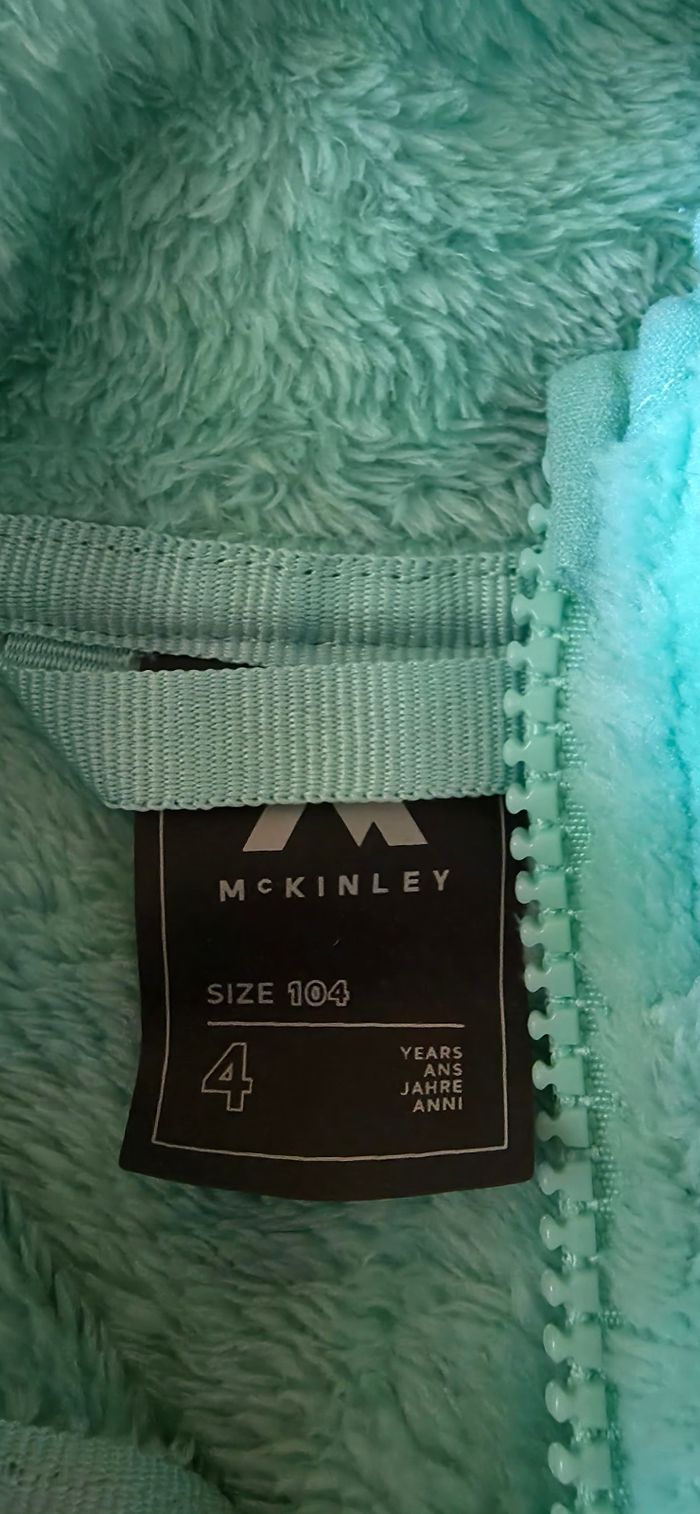 McKINLEY
SIZE 104
4
YEARS
ANS
JAHRE
ANNI